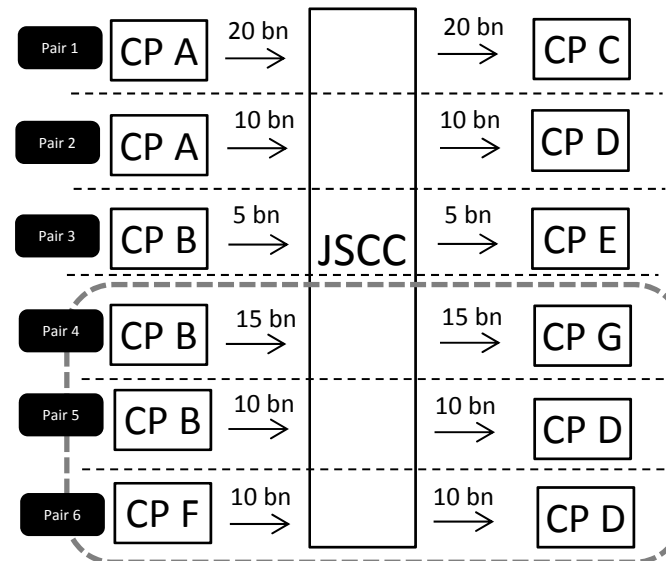 Pair 1 CP A 20 bn 20 bn CP C
Pair 2 CP A 10 bn 10 bn CP D
Pair 3 CP B 5 bn JSCC 5 bn CP E
Pair 4 CP B 15 bn 15 bn CP G
Pair 5 CP B 10 bn 10 bn CP D
Pair 6 CP F 10 bn 10 bn CP D